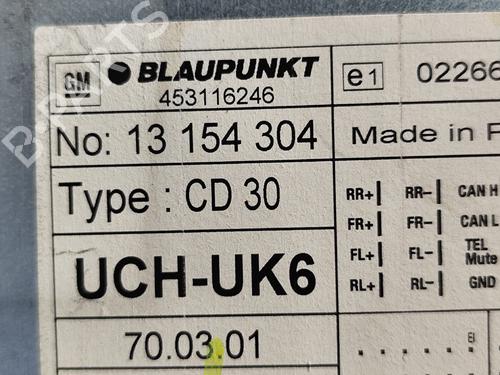 GM BLAUPUNKT
453116246
e1 02266
No: 13 154 304
Made in
Type : CD 30
RR+ RR– CAN H
FR+ FR– CAN L
FL+ FL– TEL Mute
RL+ RL– GND
UCH-UK6
70.03.01
B-PARTS